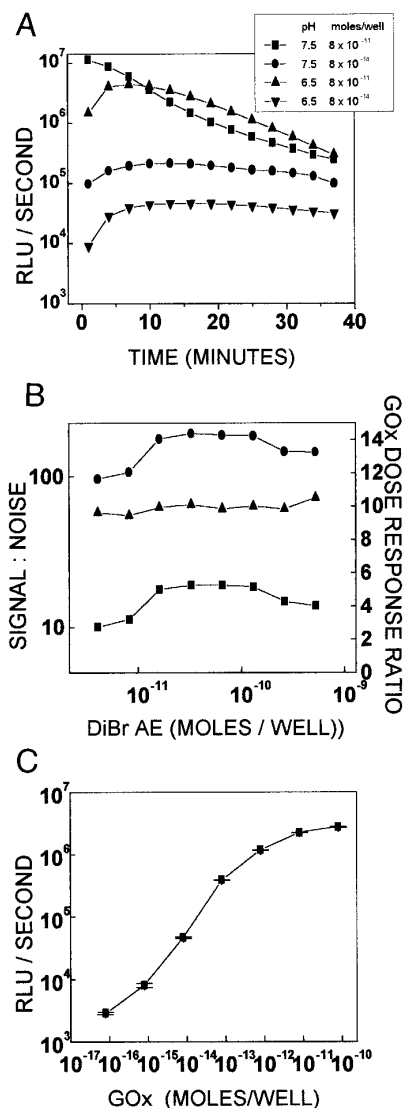 A
pH moles/well
7.5 8 x 10⁻¹¹
7.5 8 x 10⁻¹⁴
6.5 8 x 10⁻¹¹
6.5 8 x 10⁻¹⁴
10⁷
10⁶
10⁵
10⁴
10³
RLU / SECOND
0 10 20 30 40
TIME (MINUTES)
B
100
10
SIGNAL : NOISE
14
12
10
8
6
4
2
0
GOx DOSE RESPONSE RATIO
10⁻¹¹ 10⁻¹⁰ 10⁻⁹
DiBr AE (MOLES / WELL))
C
10⁷
10⁶
10⁵
10⁴
10³
RLU / SECOND
10⁻¹⁷ 10⁻¹⁶ 10⁻¹⁵ 10⁻¹⁴ 10⁻¹³ 10⁻¹² 10⁻¹¹ 10⁻¹⁰
GOx (MOLES/WELL)